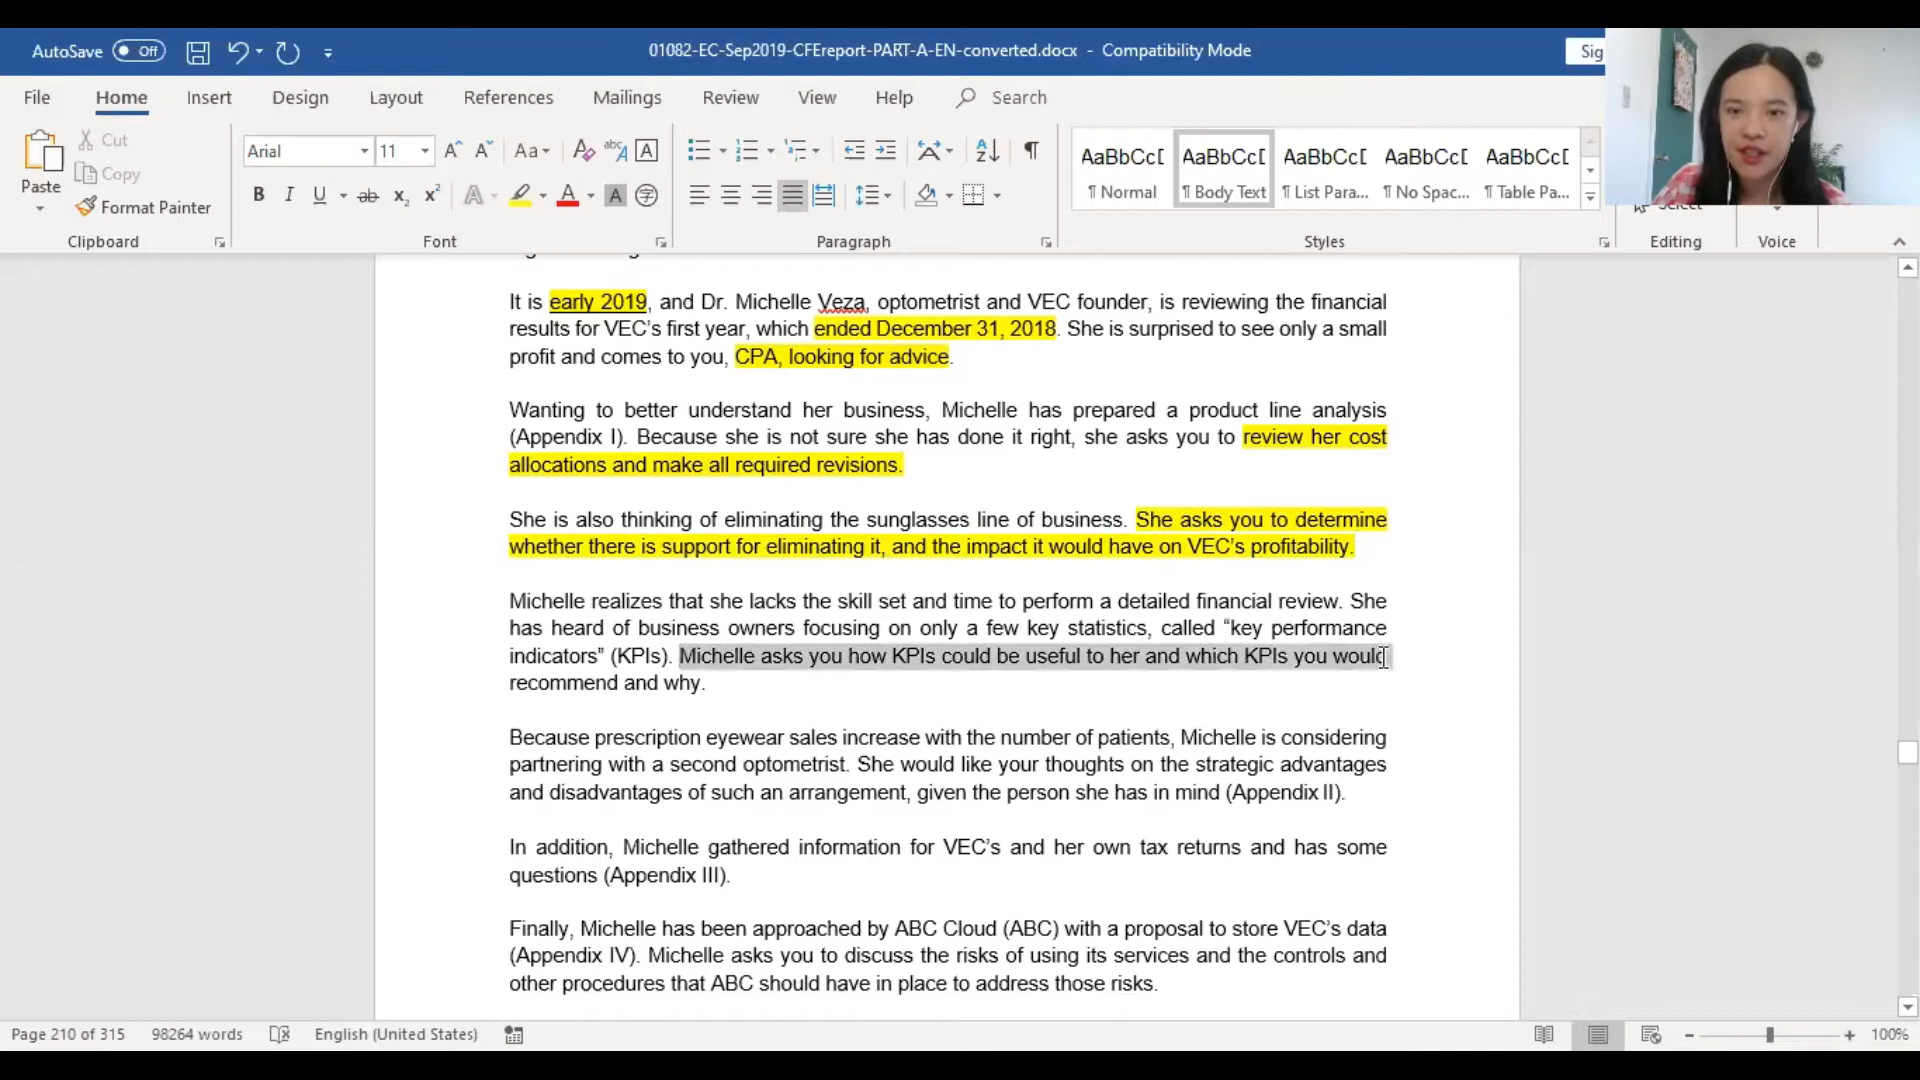 AutoSave Off 01082-EC-Sep2019-CFEreport-PART-A-EN-converted.docx - Compatibility Mode
File Home Insert Design Layout References Mailings Review View Help Search
Paste Cut Copy Format Painter
Arial 11
AaBbCcD AaBbCcD AaBbCcD AaBbCcD AaBbCcD
¶ Normal ¶ Body Text ¶ List Para... ¶ No Spac... ¶ Table Pa...
Clipboard Font Paragraph Styles Editing Voice
It is early 2019, and Dr. Michelle Veza, optometrist and VEC founder, is reviewing the financial
results for VEC’s first year, which ended December 31, 2018. She is surprised to see only a small
profit and comes to you, CPA, looking for advice.
Wanting to better understand her business, Michelle has prepared a product line analysis
(Appendix I). Because she is not sure she has done it right, she asks you to review her cost
allocations and make all required revisions.
She is also thinking of eliminating the sunglasses line of business. She asks you to determine
whether there is support for eliminating it, and the impact it would have on VEC’s profitability.
Michelle realizes that she lacks the skill set and time to perform a detailed financial review. She
has heard of business owners focusing on only a few key statistics, called “key performance
indicators” (KPIs). Michelle asks you how KPIs could be useful to her and which KPIs you would
recommend and why.
Because prescription eyewear sales increase with the number of patients, Michelle is considering
partnering with a second optometrist. She would like your thoughts on the strategic advantages
and disadvantages of such an arrangement, given the person she has in mind (Appendix II).
In addition, Michelle gathered information for VEC’s and her own tax returns and has some
questions (Appendix III).
Finally, Michelle has been approached by ABC Cloud (ABC) with a proposal to store VEC’s data
(Appendix IV). Michelle asks you to discuss the risks of using its services and the controls and
other procedures that ABC should have in place to address those risks.
Page 210 of 315 98264 words English (United States) 100%